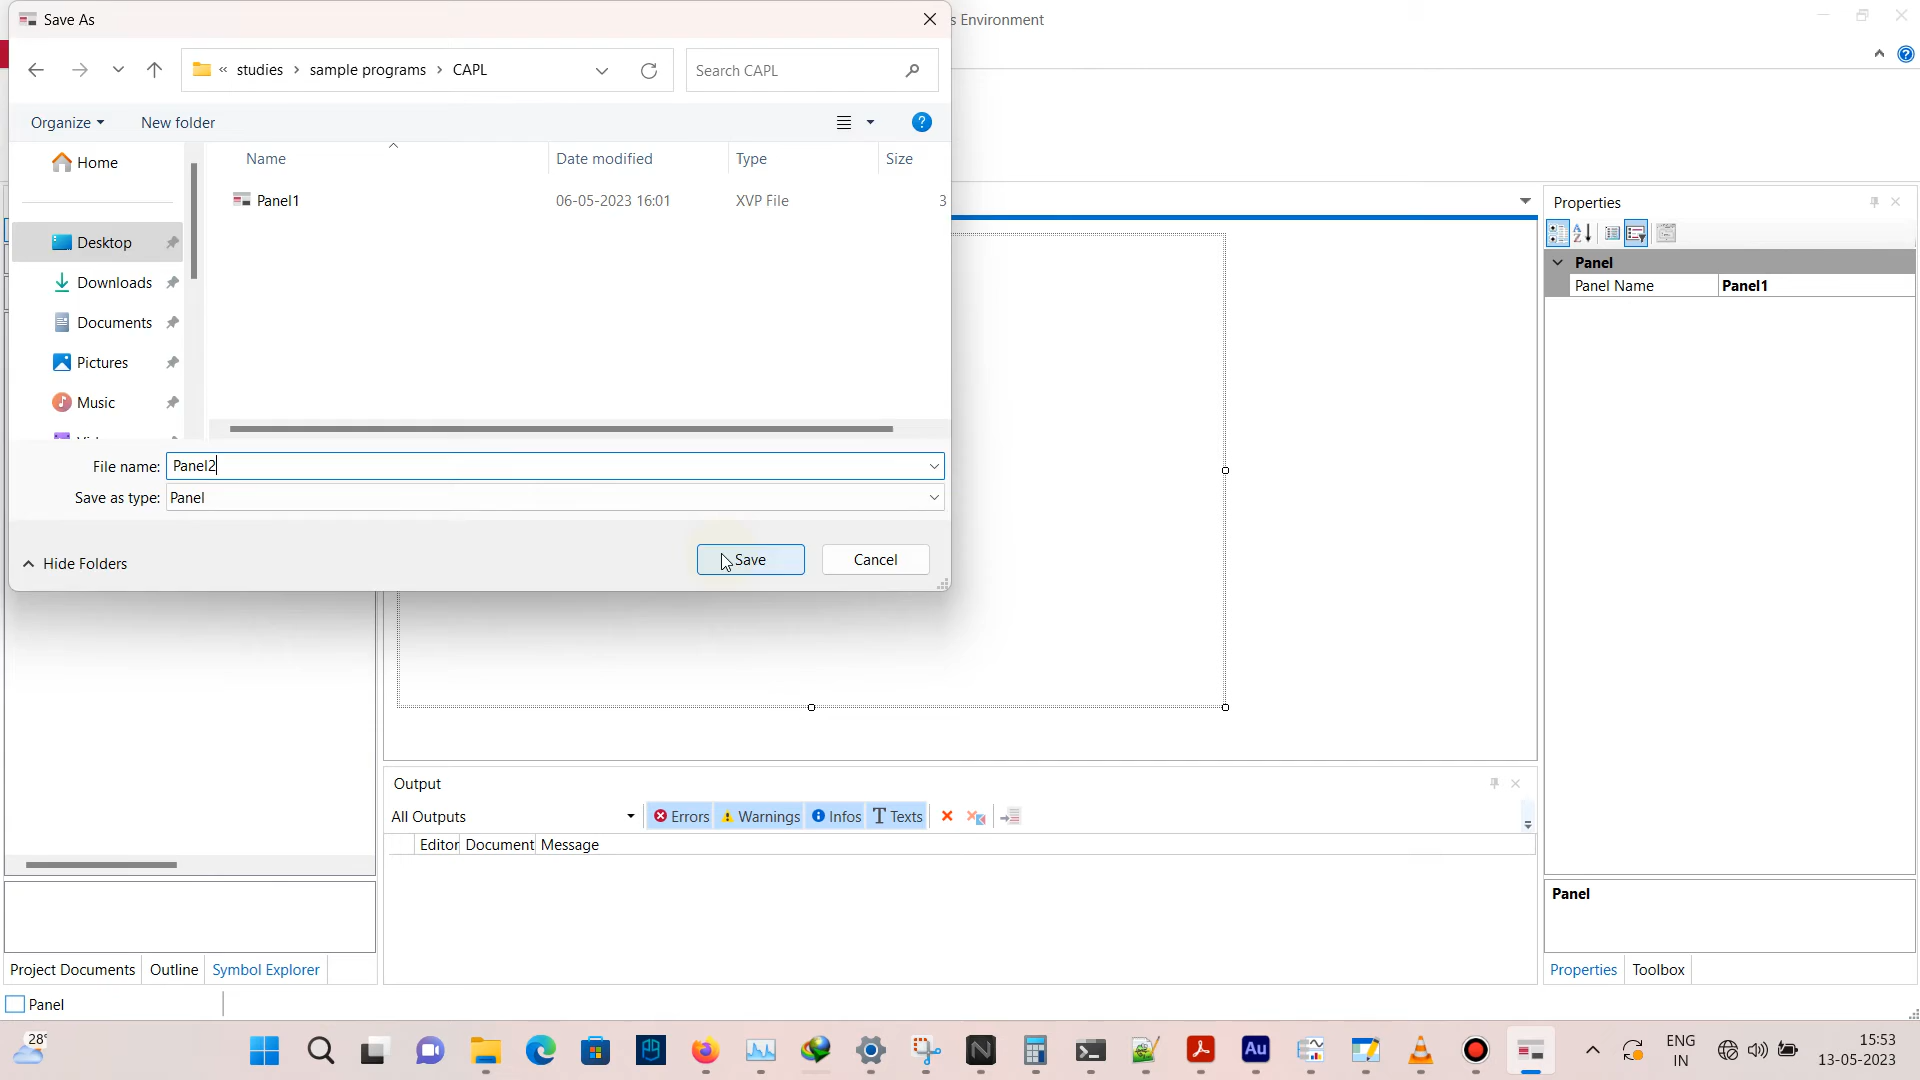 Save As
s Environment
« studies › sample programs › CAPL
Search CAPL
Organize
New folder
Name
Date modified
Type
Size
Home
Panel1
06-05-2023 16:01
XVP File
3
Desktop
Downloads
Documents
Pictures
Music
File name:
Panel2
Save as type:
Panel
Hide Folders
Save
Cancel
Properties
Panel
Panel Name
Panel1
Output
All Outputs
Errors
Warnings
Infos
Texts
Editor
Document
Message
Panel
Project Documents
Outline
Symbol Explorer
Properties
Toolbox
Panel
28°
ENG
IN
15:53
13-05-2023